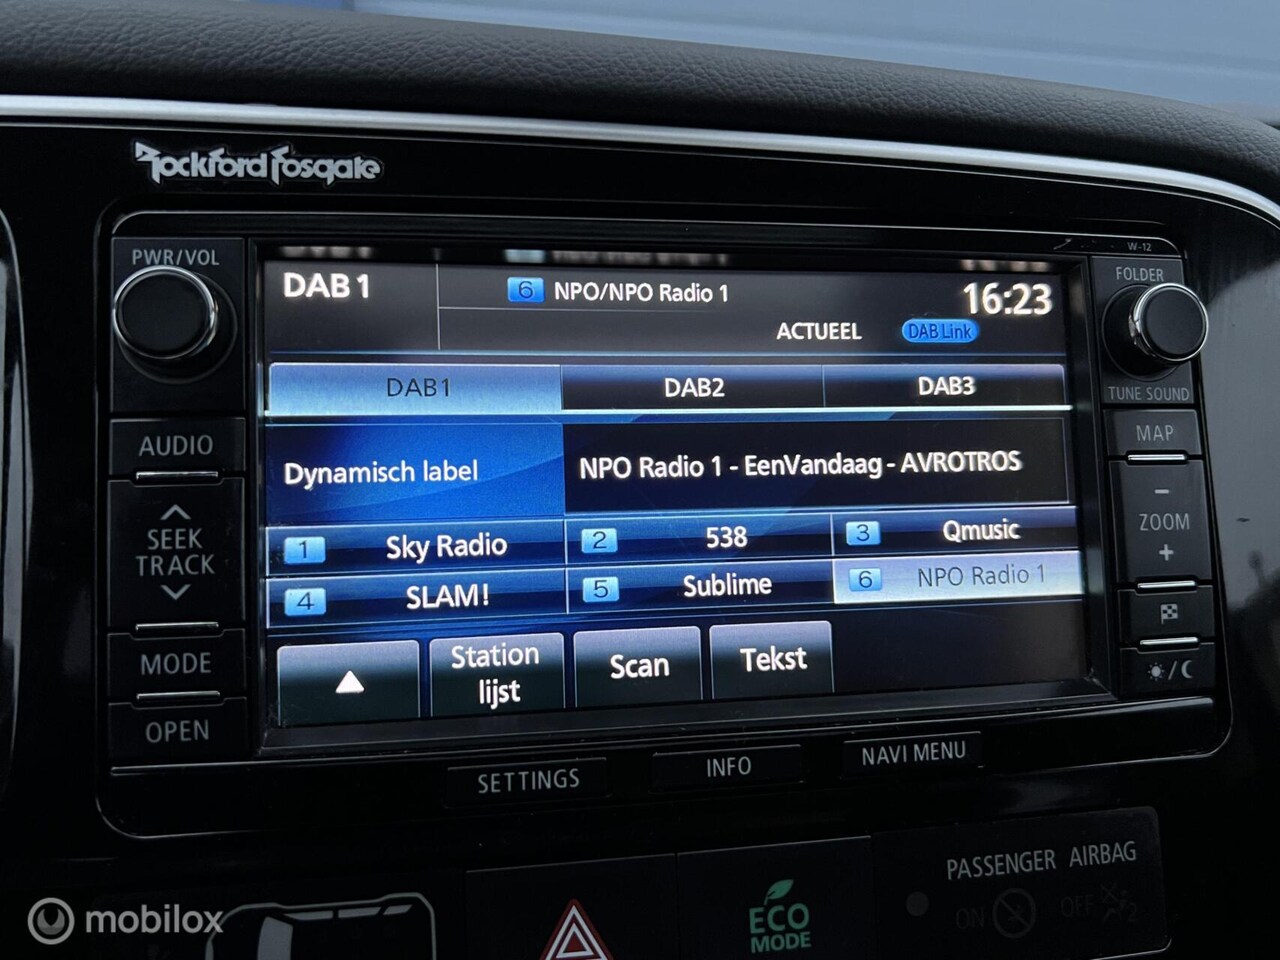 Rockford Fosgate
W-12
PWR/VOL
FOLDER
DAB 1
6 NPO/NPO Radio 1
16:23
ACTUEEL
DAB Link
TUNE SOUND
DAB1
DAB2
DAB3
AUDIO
MAP
Dynamisch label
NPO Radio 1 - EenVandaag - AVROTROS
SEEK
TRACK
-
ZOOM
+
1 Sky Radio
2 538
3 Qmusic
4 SLAM!
5 Sublime
6 NPO Radio 1
MODE
Station
lijst
Scan
Tekst
OPEN
SETTINGS
INFO
NAVI MENU
PASSENGER AIRBAG
ON
OFF
2
ECO
MODE
mobilox